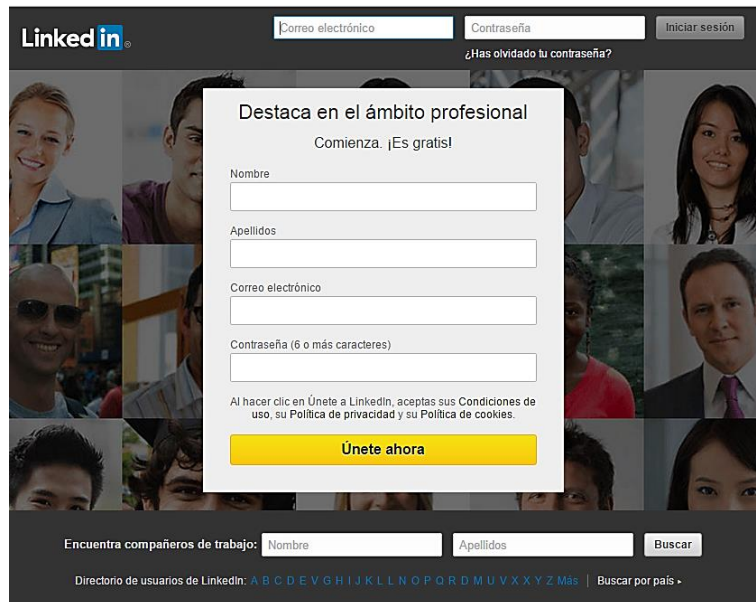 Linked in ®
Correo electrónico
Contraseña
Iniciar sesión
¿Has olvidado tu contraseña?
Destaca en el ámbito profesional
Comienza. ¡Es gratis!
Nombre
Apellidos
Correo electrónico
Contraseña (6 o más caracteres)
Al hacer clic en Únete a LinkedIn, aceptas sus Condiciones de
uso, su Política de privacidad y su Política de cookies.
Únete ahora
Encuentra compañeros de trabajo: Nombre Apellidos Buscar
Directorio de usuarios de LinkedIn: A B C D E V G H I J K L L N O P Q R D M U V X X Y Z Más | Buscar por país ▸